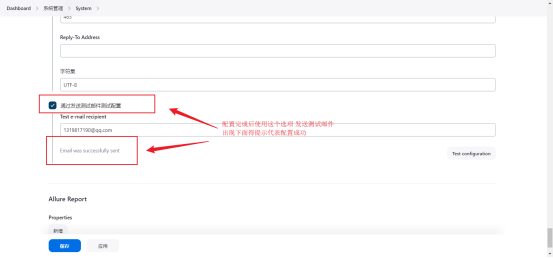 Dashboard > 系统管理 > System >
465
Reply-To Address
字符集
UTF-8
通过发送测试邮件测试配置
Test e-mail recipient
1319817190@qq.com
配置完成后使用这个选项 发送测试邮件
出现下面得提示代表配置成功
Email was successfully sent
Test configuration
Allure Report
Properties
新增
保存 应用